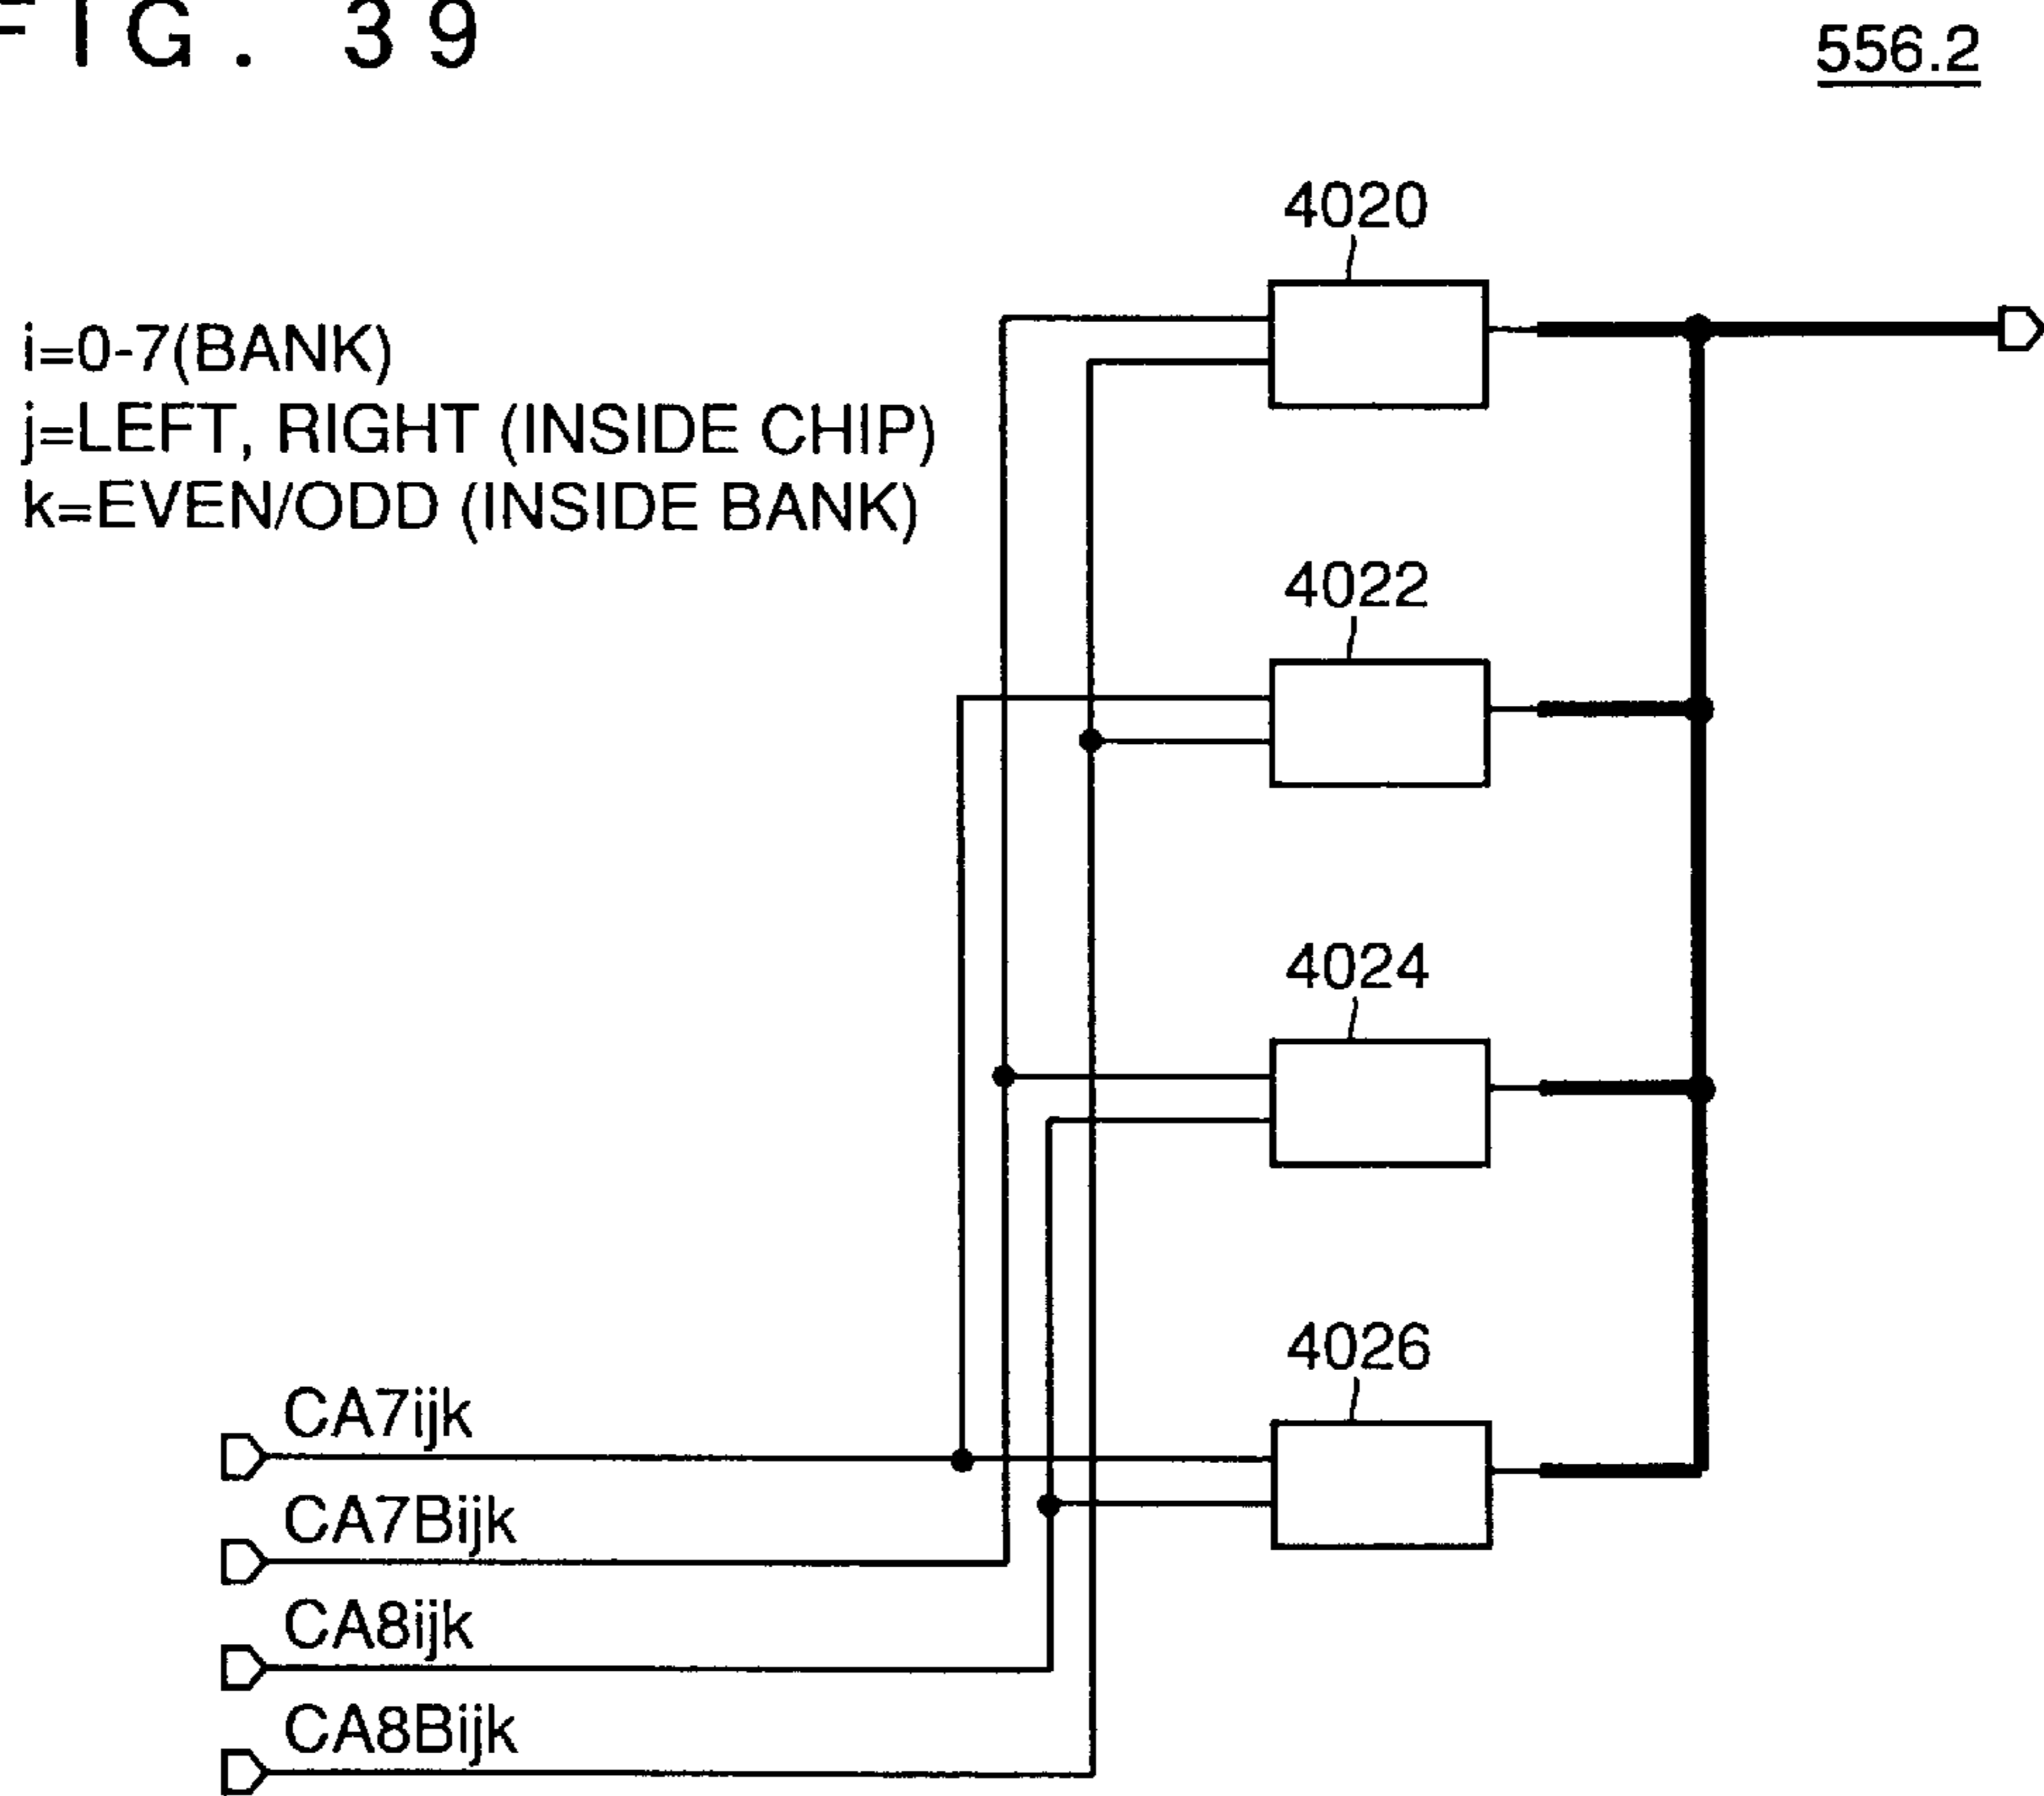 FIG. 39
556.2
4020
i=0-7(BANK)
j=LEFT, RIGHT (INSIDE CHIP)
k=EVEN/ODD (INSIDE BANK)
4022
4024
4026
CA7ijk
CA7Bijk
CA8ijk
CA8Bijk